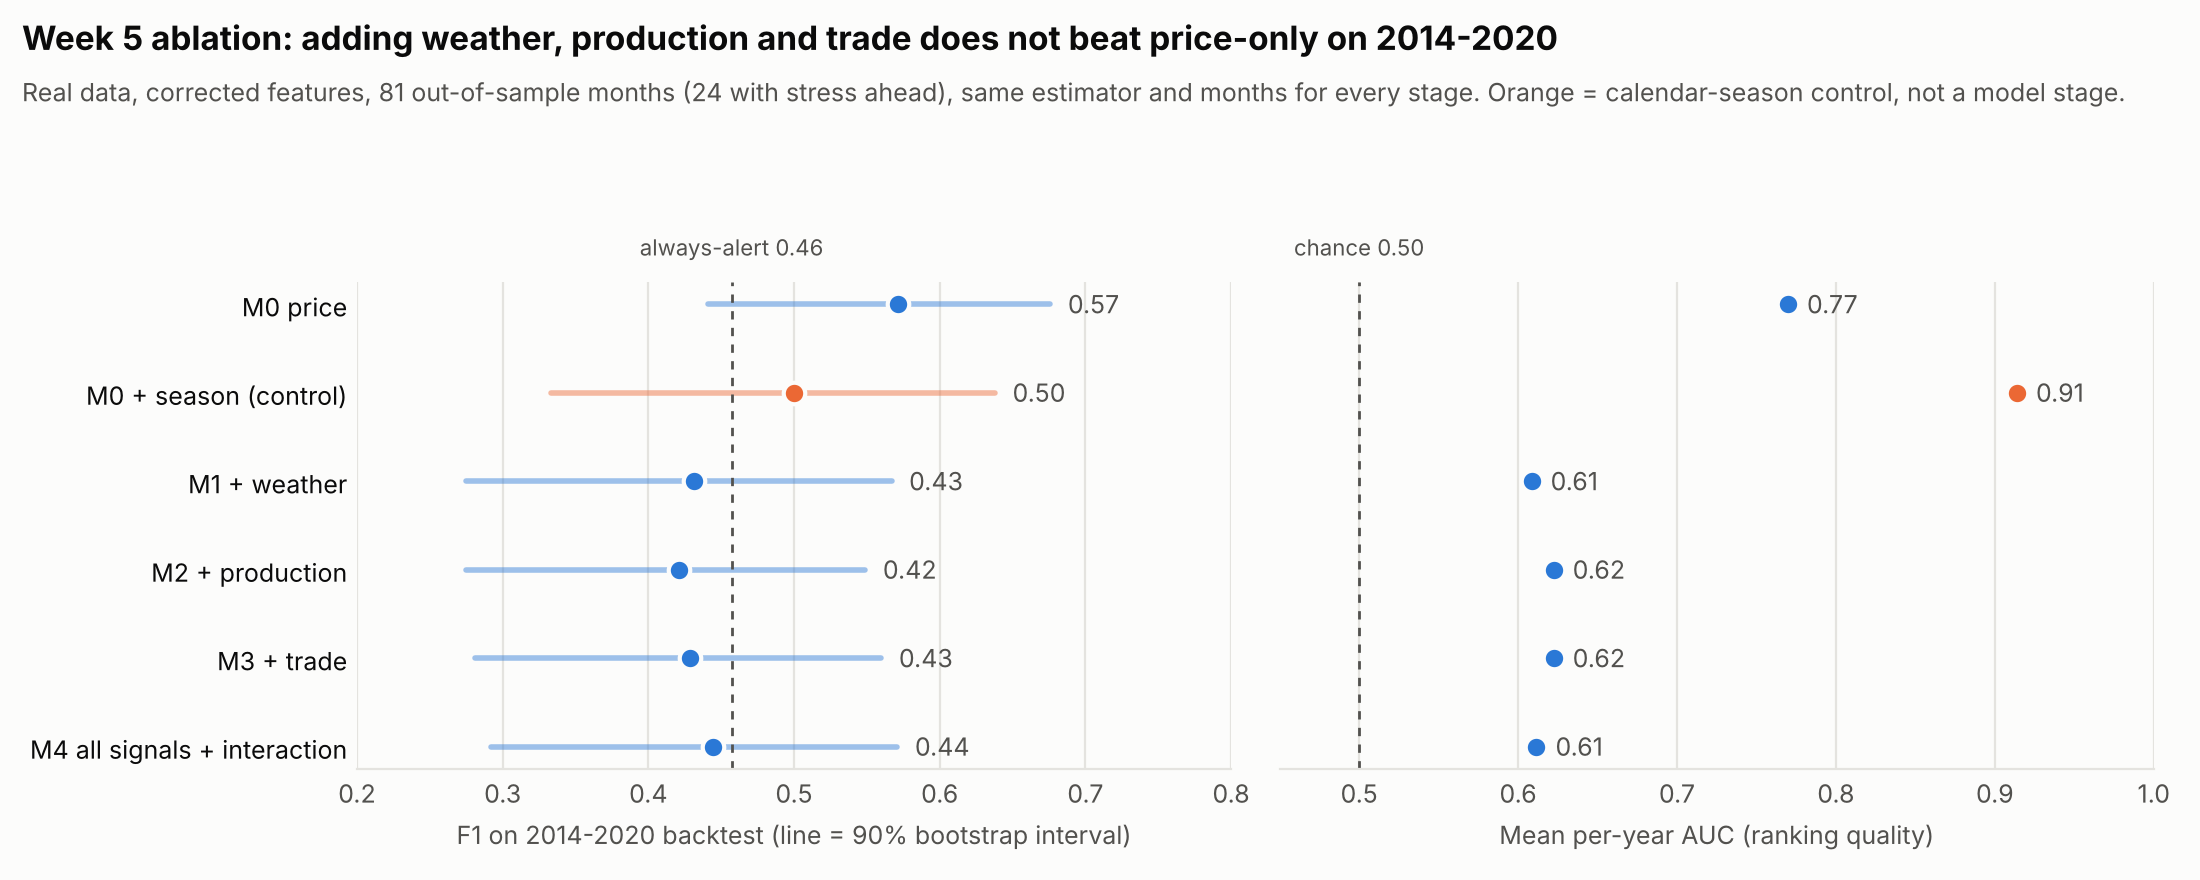 Week 5 ablation: adding weather, production and trade does not beat price-only on 2014-2020
Real data, corrected features, 81 out-of-sample months (24 with stress ahead), same estimator and months for every stage. Orange = calendar-season control, not a model stage.
always-alert 0.46
chance 0.50
M0 price
0.57
0.77
M0 + season (control)
0.50
0.91
M1 + weather
0.43
0.61
M2 + production
0.42
0.62
M3 + trade
0.43
0.62
M4 all signals + interaction
0.44
0.61
0.2 0.3 0.4 0.5 0.6 0.7 0.8
0.5 0.6 0.7 0.8 0.9 1.0
F1 on 2014-2020 backtest (line = 90% bootstrap interval)
Mean per-year AUC (ranking quality)